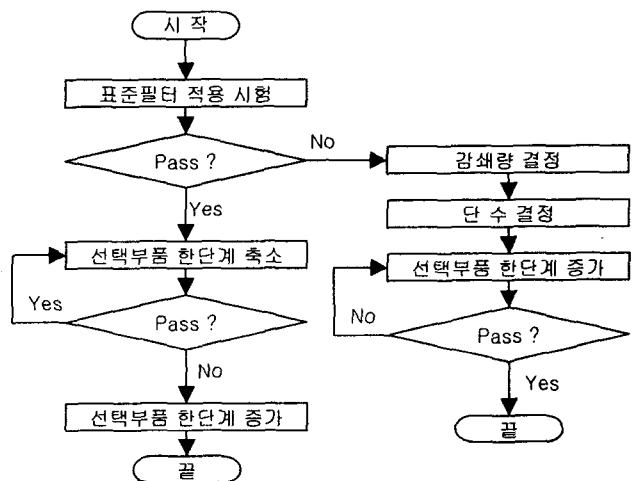 시 작
표준필터 적용 시험
Pass ?
No
Yes
감쇄량 결정
단 수 결정
선택부품 한단계 축소
선택부품 한단계 증가
Yes
Pass ?
No
Pass ?
No
Yes
선택부품 한단계 증가
끝
끝